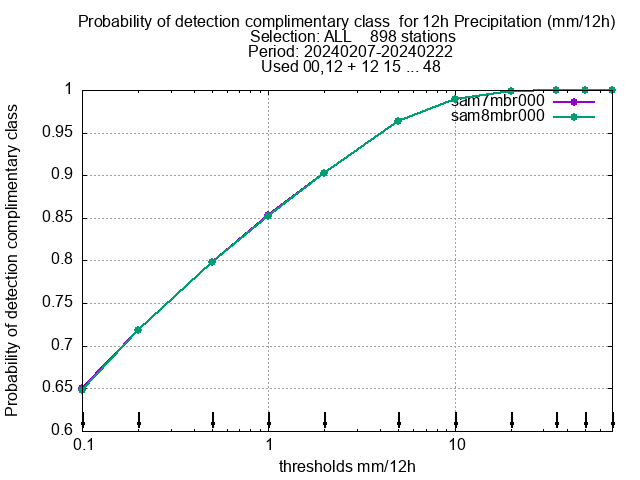 Probability of detection complimentary class  for 12h Precipitation (mm/12h)
Selection: ALL    898 stations
Period: 20240207-20240222
Used 00,12 + 12 15 ... 48
sam7mbr000
sam8mbr000
Probability of detection complimentary class
1
0.95
0.9
0.85
0.8
0.75
0.7
0.65
0.6
0.1
1
10
thresholds mm/12h